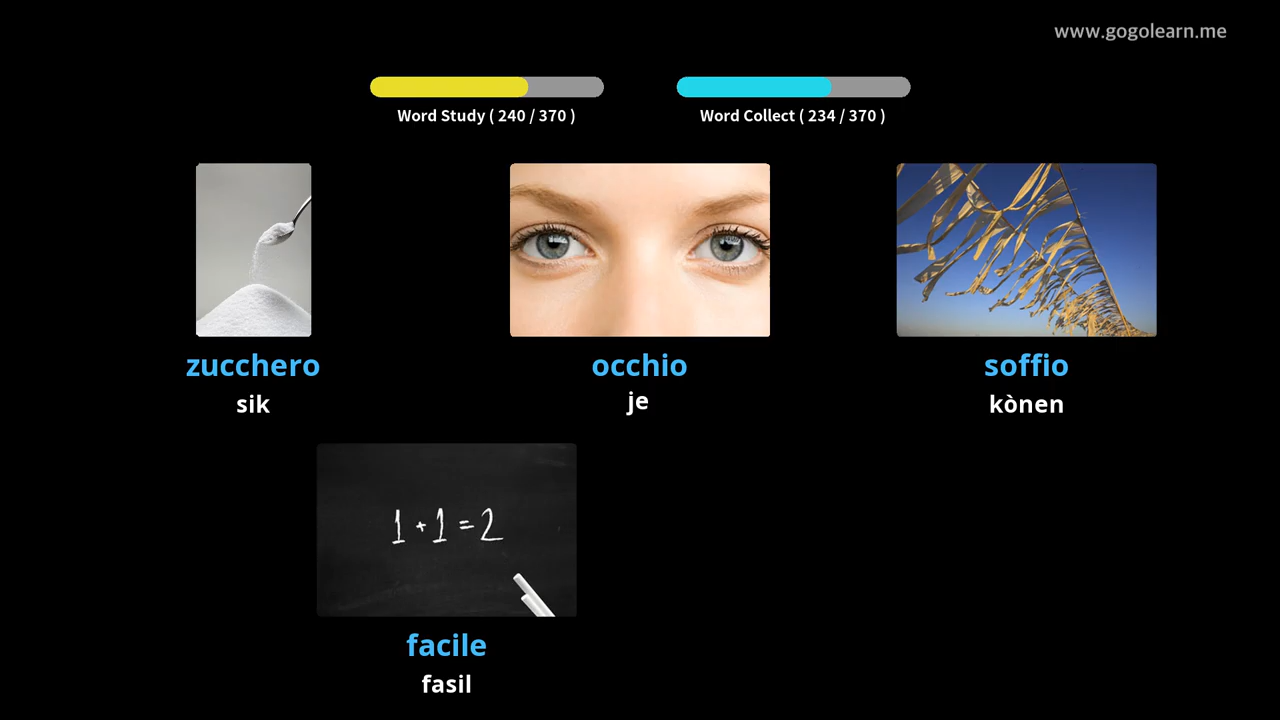 www.gogolearn.me
Word Study ( 240 / 370 )
Word Collect ( 234 / 370 )
zucchero
sik
occhio
je
soffio
kònen
1 + 1 = 2
facile
fasil